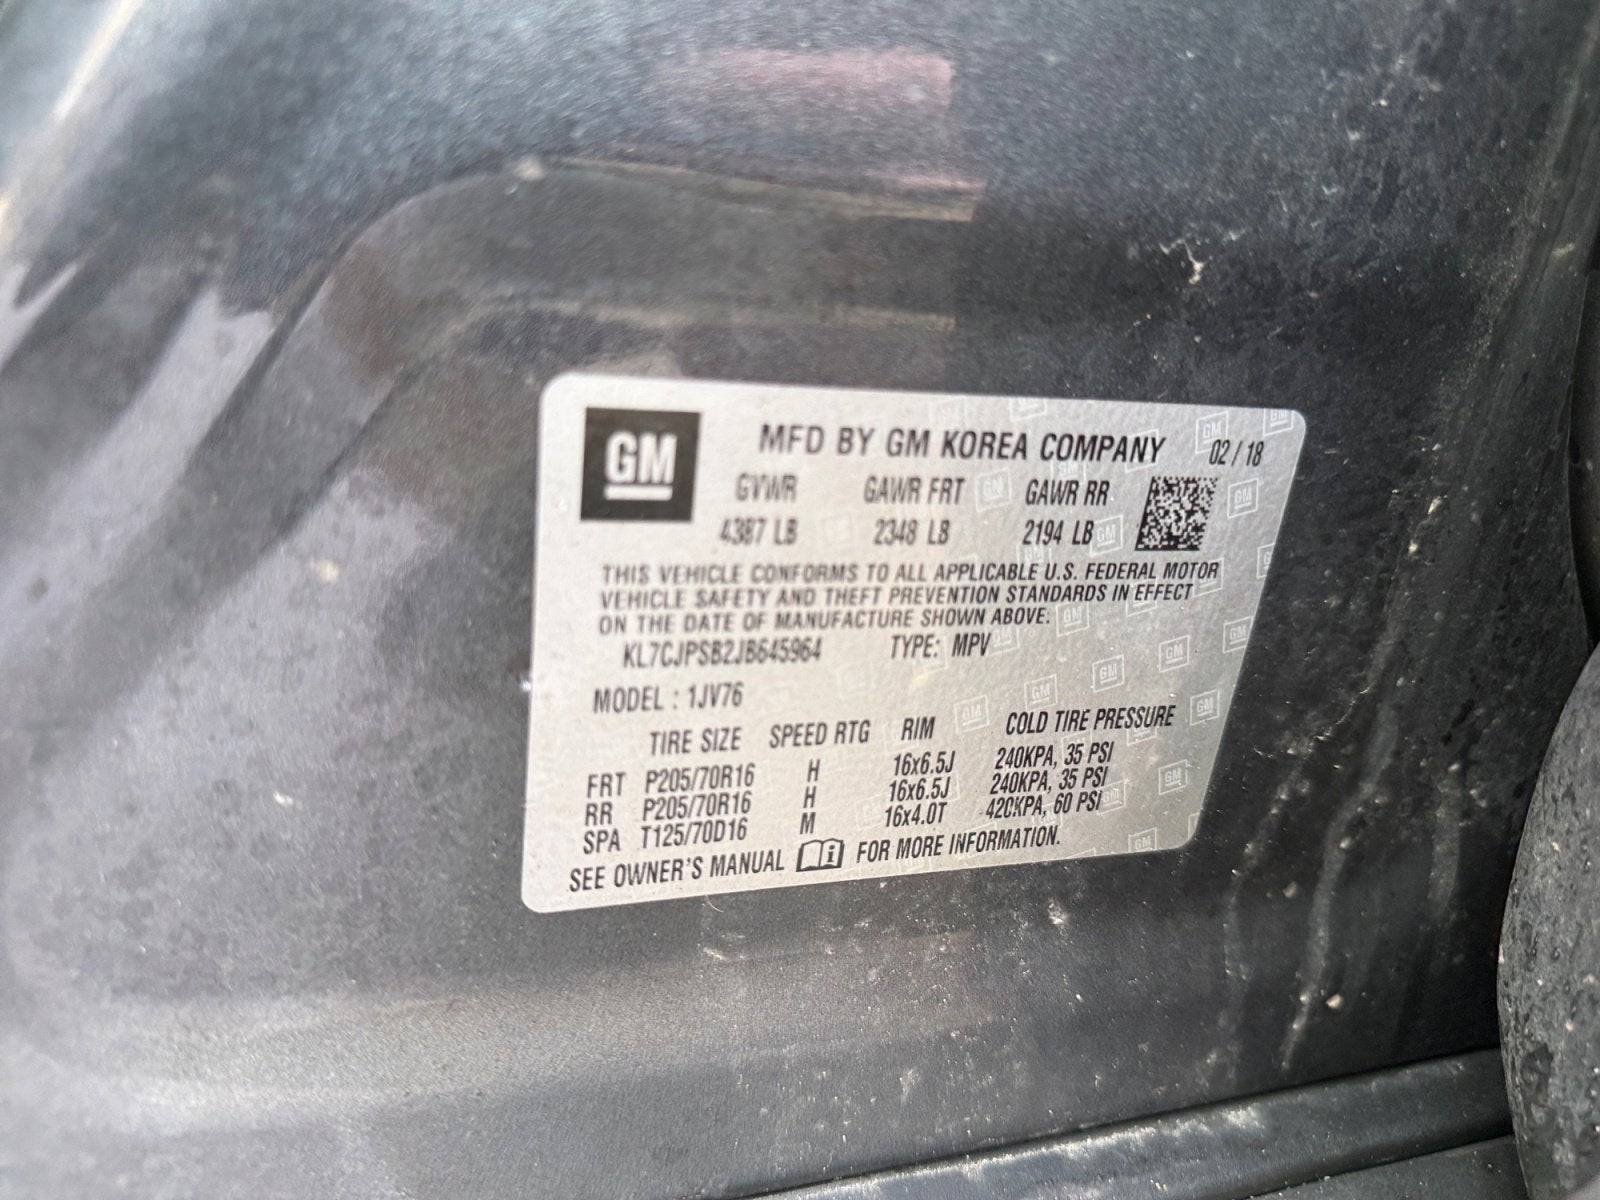 GM
MFD BY GM KOREA COMPANY 02/18
GVWR GAWR FRT GAWR RR
4387 LB 2348 LB 2194 LB
THIS VEHICLE CONFORMS TO ALL APPLICABLE U.S. FEDERAL MOTOR
VEHICLE SAFETY AND THEFT PREVENTION STANDARDS IN EFFECT
ON THE DATE OF MANUFACTURE SHOWN ABOVE.
KL7CJPSB2JB645964 TYPE: MPV
MODEL : 1JV76
TIRE SIZE SPEED RTG RIM COLD TIRE PRESSURE
FRT P205/70R16 H 16x6.5J 240KPA, 35 PSI
RR P205/70R16 H 16x6.5J 240KPA, 35 PSI
SPA T125/70D16 M 16x4.0T 420KPA, 60 PSI
SEE OWNER'S MANUAL FOR MORE INFORMATION.